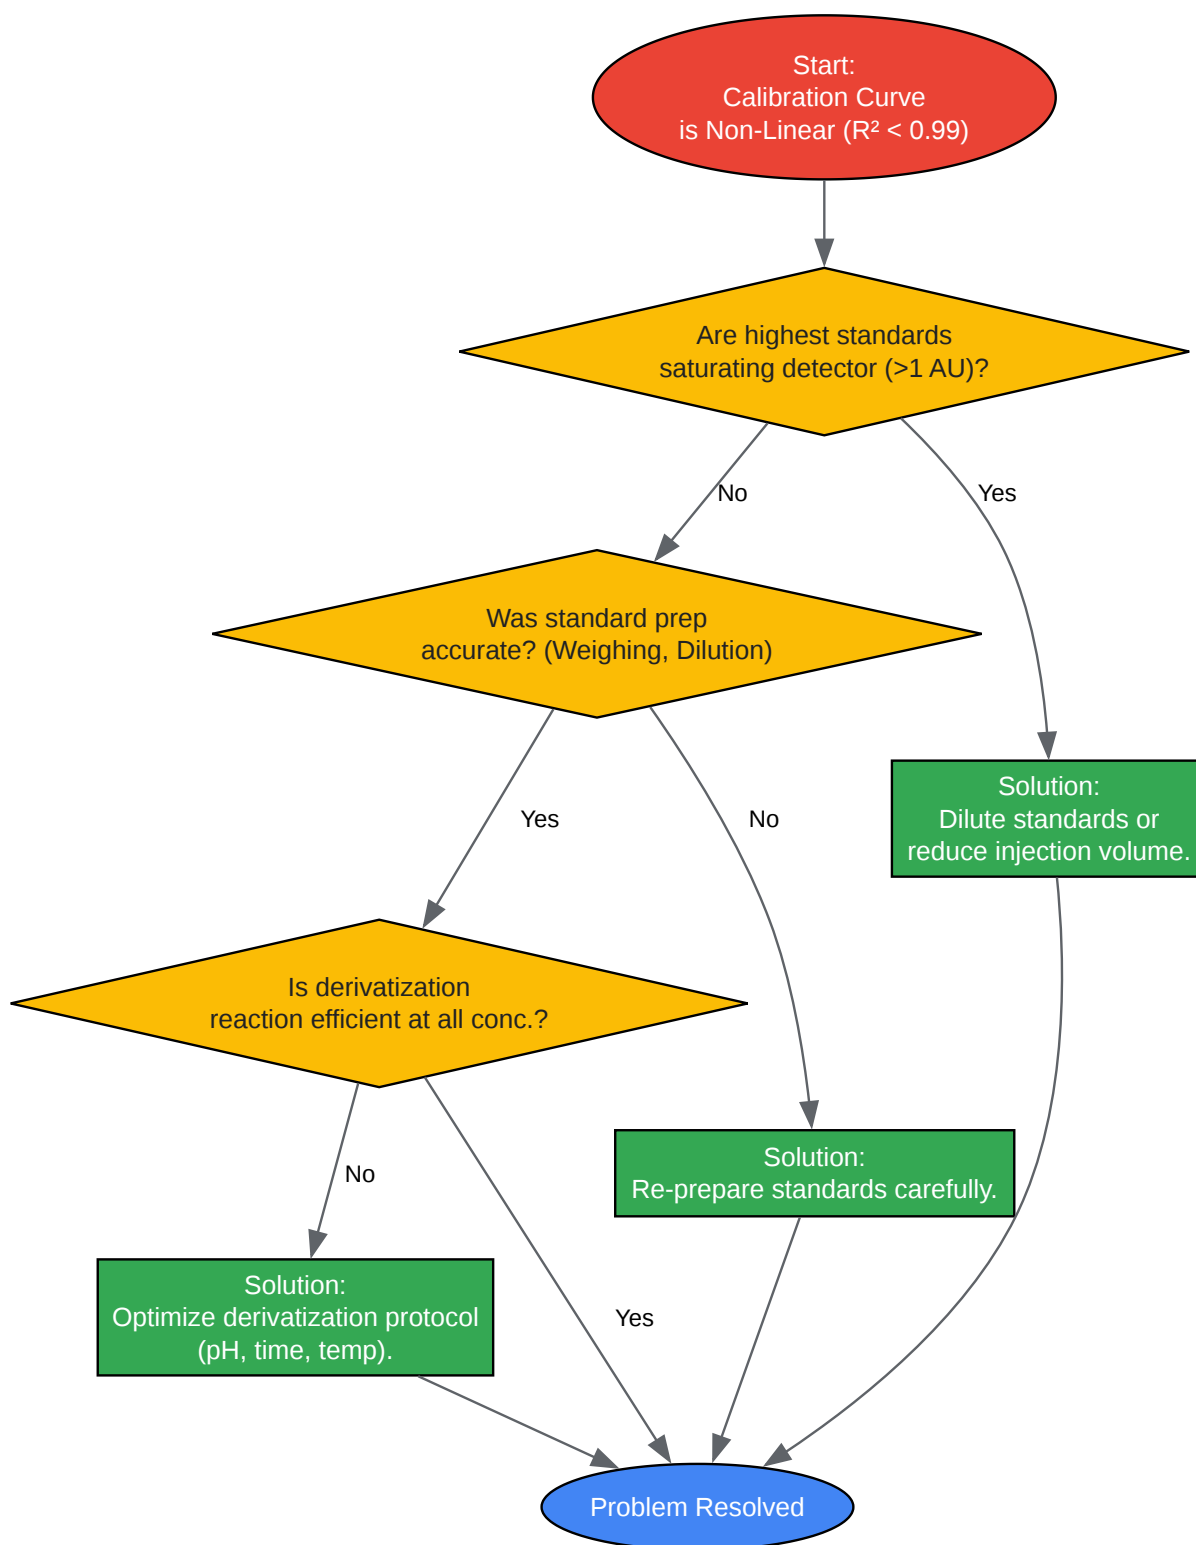 Start:
Calibration Curve
is Non-Linear (R² < 0.99)
Are highest standards
saturating detector (>1 AU)?
No
Yes
Was standard prep
accurate? (Weighing, Dilution)
Solution:
Dilute standards or
reduce injection volume.
Yes
No
Is derivatization
reaction efficient at all conc.?
No
Solution:
Re-prepare standards carefully.
Solution:
Optimize derivatization protocol
(pH, time, temp).
Yes
Problem Resolved